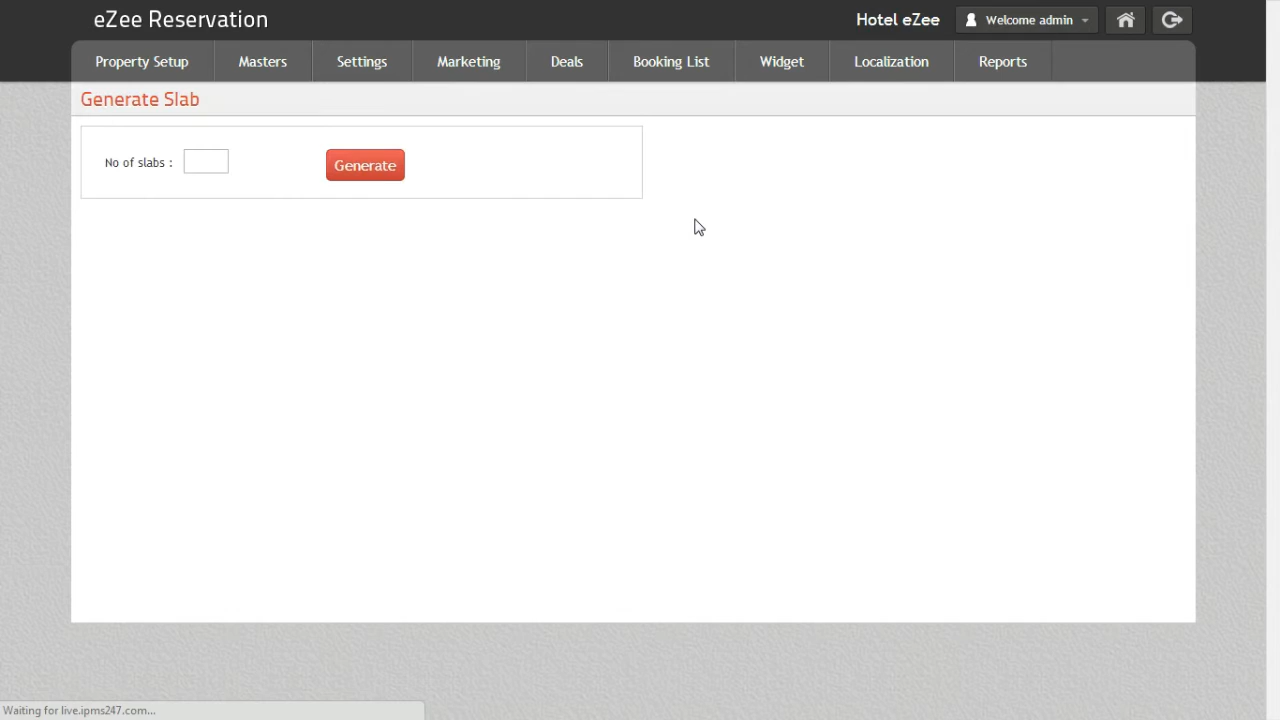 eZee Reservation
Hotel eZee
Welcome admin
Property Setup Masters Settings Marketing Deals Booking List Widget Localization Reports
Generate Slab
No of slabs :
Generate
Waiting for live.ipms247.com...